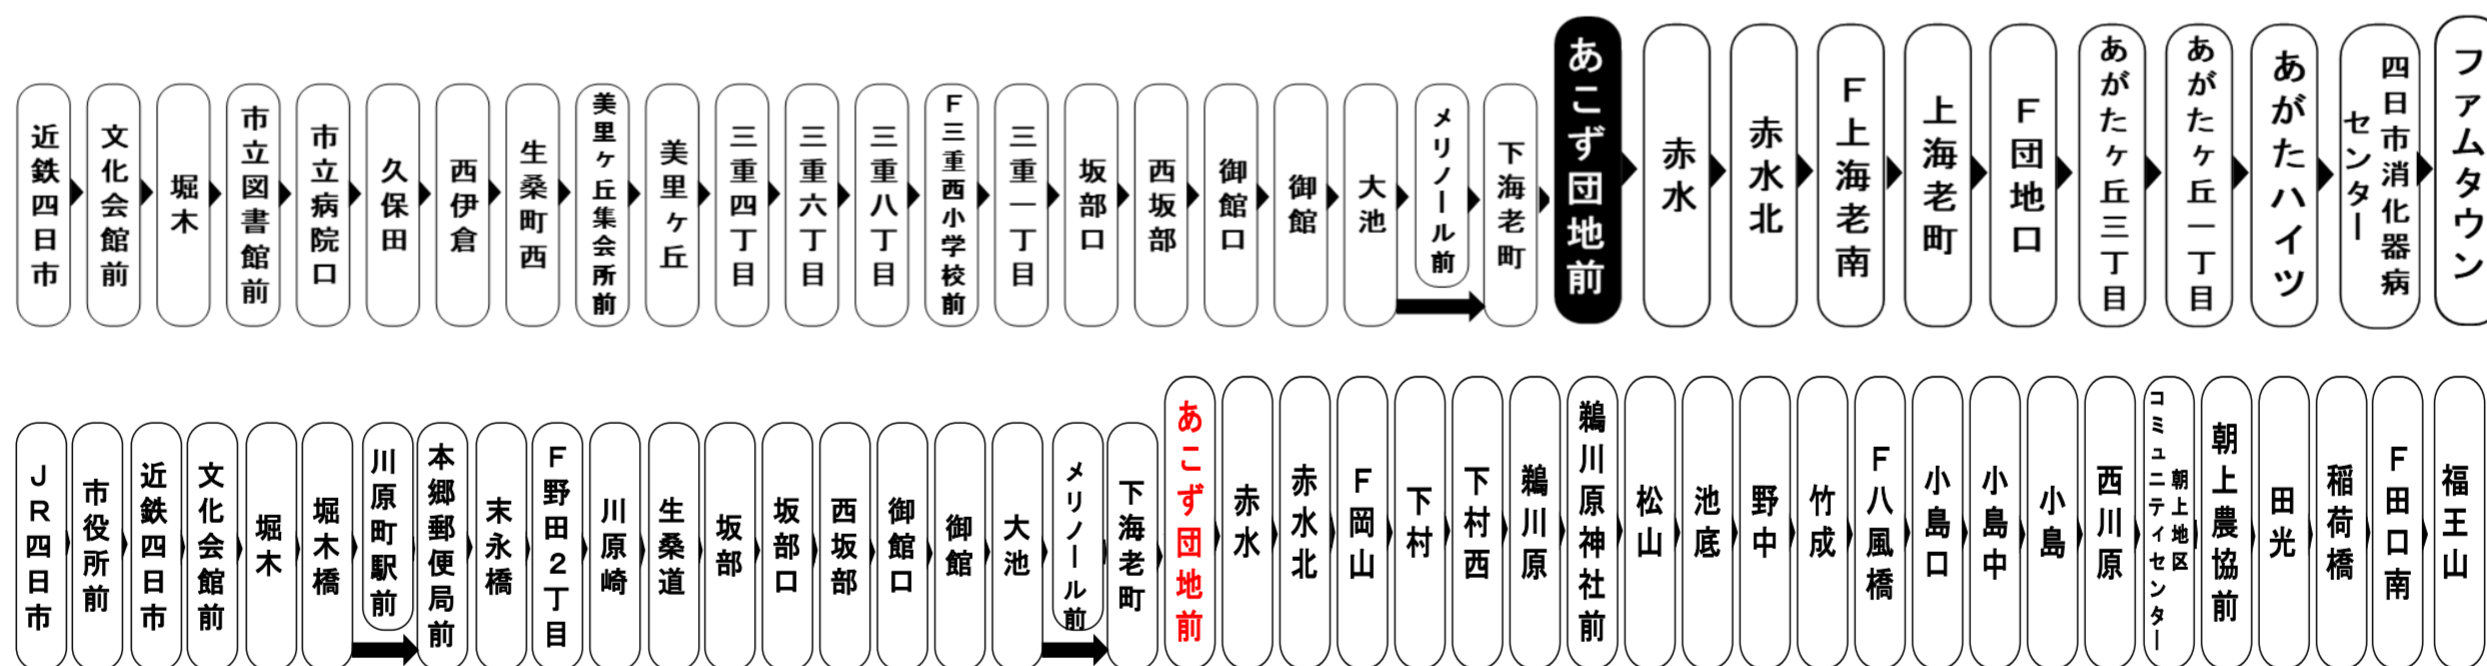 近鉄四日市
文化会館前
堀木
市立図書館前
市立病院口
久保田
西伊倉
生桑町西
美里ヶ丘集会所前
美里ヶ丘
三重四丁目
三重六丁目
三重八丁目
F三重西小学校前
三重一丁目
坂部口
西坂部
御館口
御館
大池
メリノール前
下海老町
あこず団地前
赤水
赤水北
F上海老南
上海老町
F団地口
あがたヶ丘三丁目
あがたヶ丘一丁目
あがたハイツ
四日市消化器病
センター
ファムタウン
JR四日市
市役所前
近鉄四日市
文化会館前
堀木
堀木橋
川原町駅前
本郷郵便局前
末永橋
F野田2丁目
川原崎
生桑道
坂部
坂部口
西坂部
御館口
御館
大池
メリノール前
下海老町
あこず団地前
赤水
赤水北
F岡山
下村
下村西
鵜川原
鵜川原神社前
松山
池底
野中
竹成
F八風橋
小島口
小島中
小島
西川原
朝上地区
コミュニティセンター
朝上農協前
田光
稲荷橋
F田口南
福王山